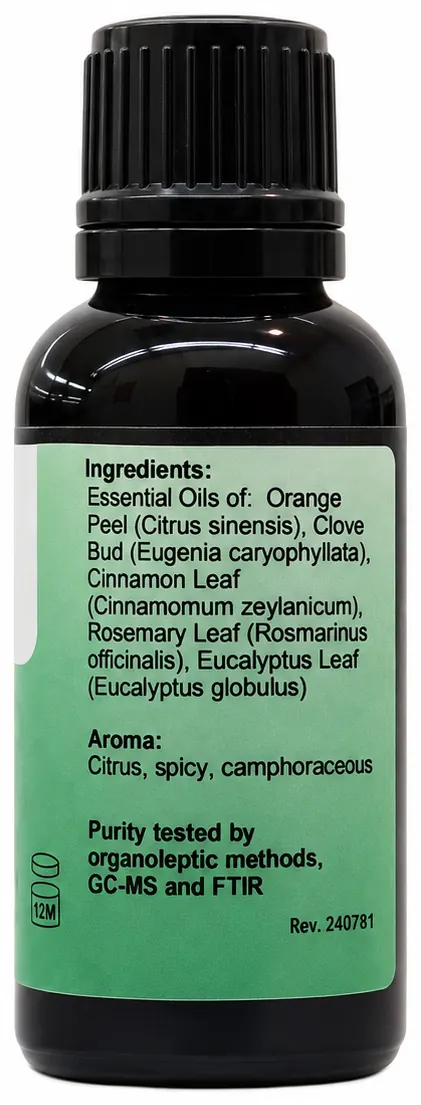 Ingredients:
Essential Oils of: Orange
Peel (Citrus sinensis), Clove
Bud (Eugenia caryophyllata),
Cinnamon Leaf
(Cinnamomum zeylanicum),
Rosemary Leaf (Rosmarinus
officinalis), Eucalyptus Leaf
(Eucalyptus globulus)
Aroma:
Citrus, spicy, camphoraceous
Purity tested by
organoleptic methods,
GC-MS and FTIR
12M
Rev. 240781